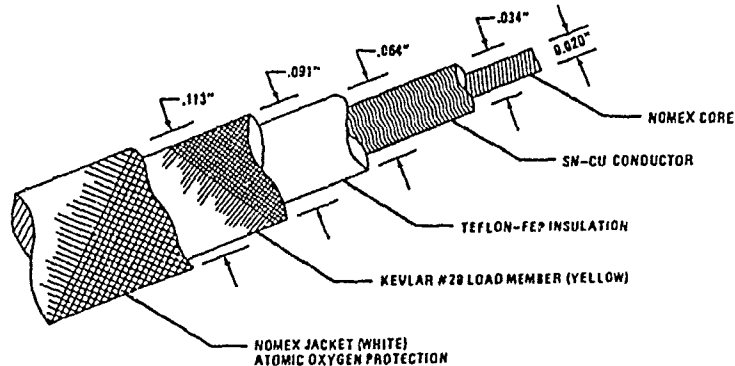 .034"
.064"
.091"
.113"
0.020"
NOMEX CORE
SN-CU CONDUCTOR
TEFLON-FEP INSULATION
KEVLAR #29 LOAD MEMBER (YELLOW)
NOMEX JACKET (WHITE)
ATOMIC OXYGEN PROTECTION